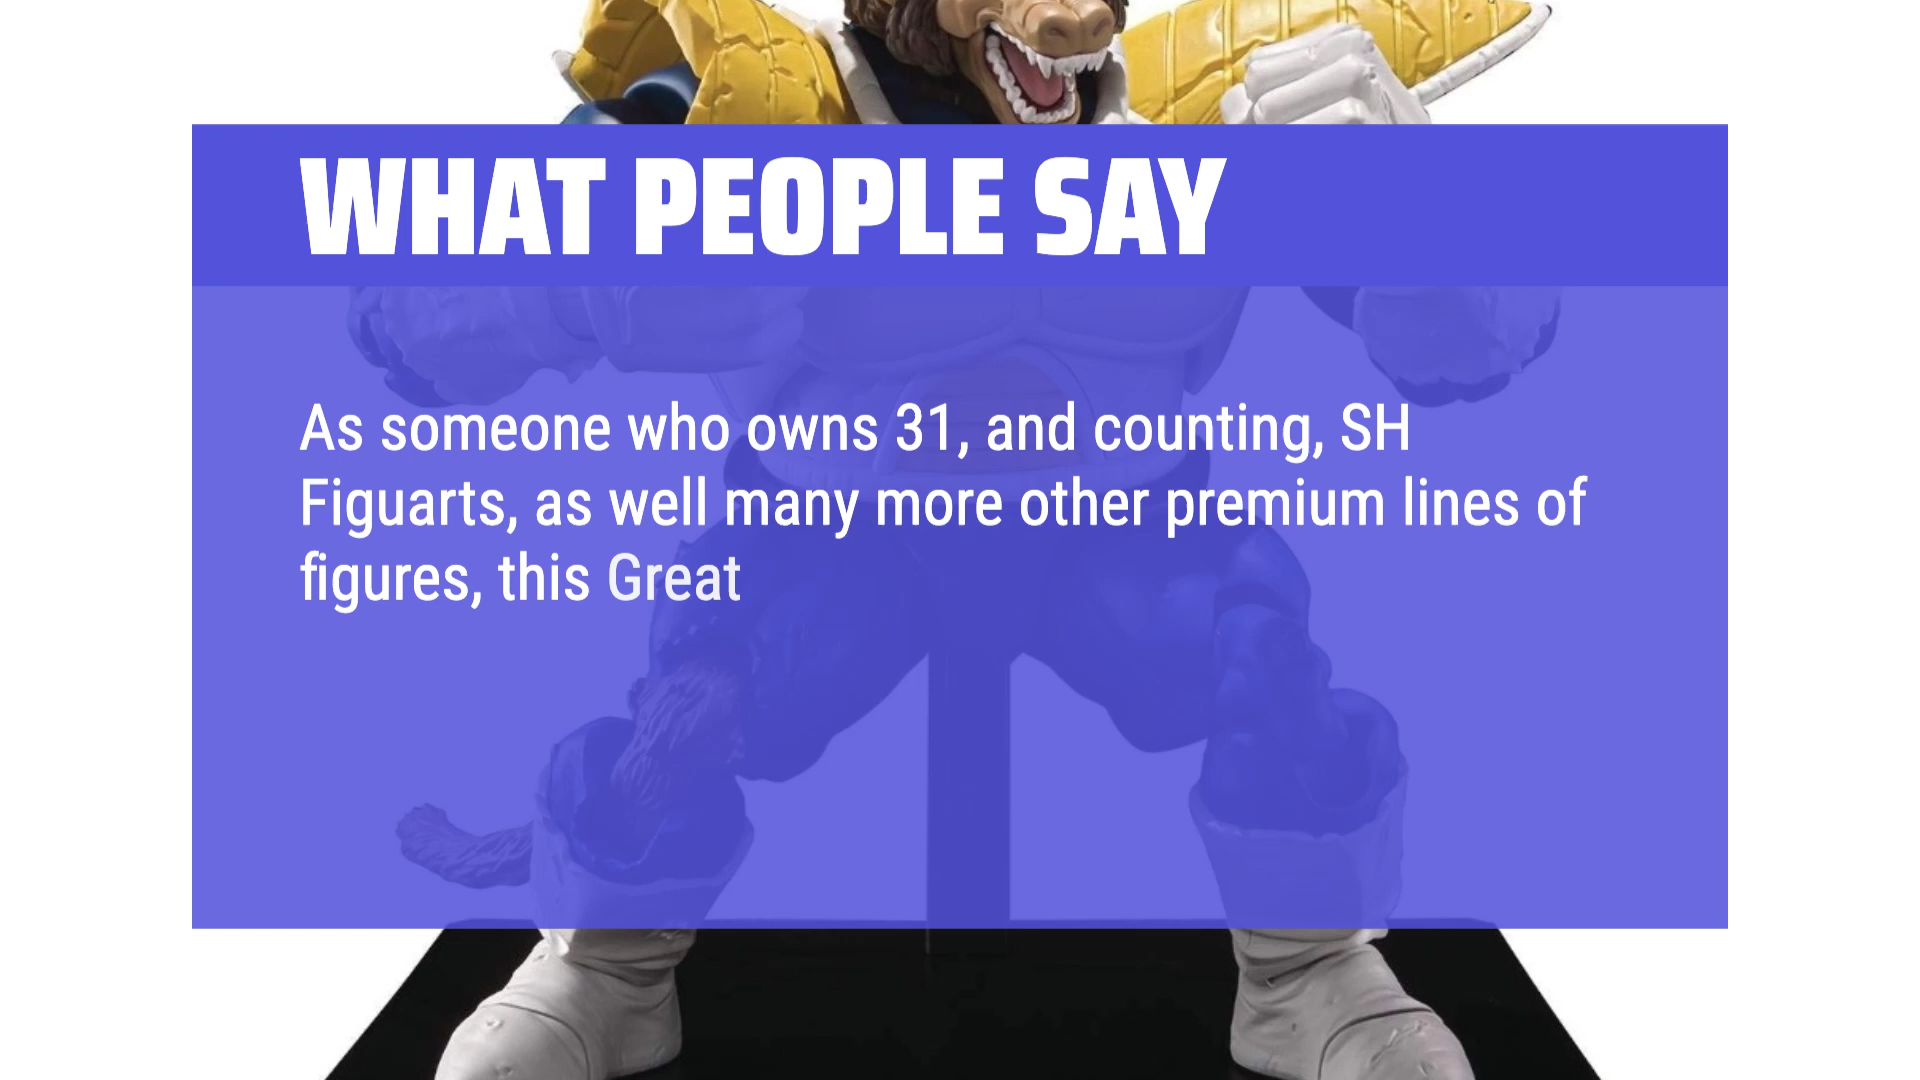 WHAT PEOPLE SAY
As someone who owns 31, and counting, SH
Figuarts, as well many more other premium lines of
figures, this Great